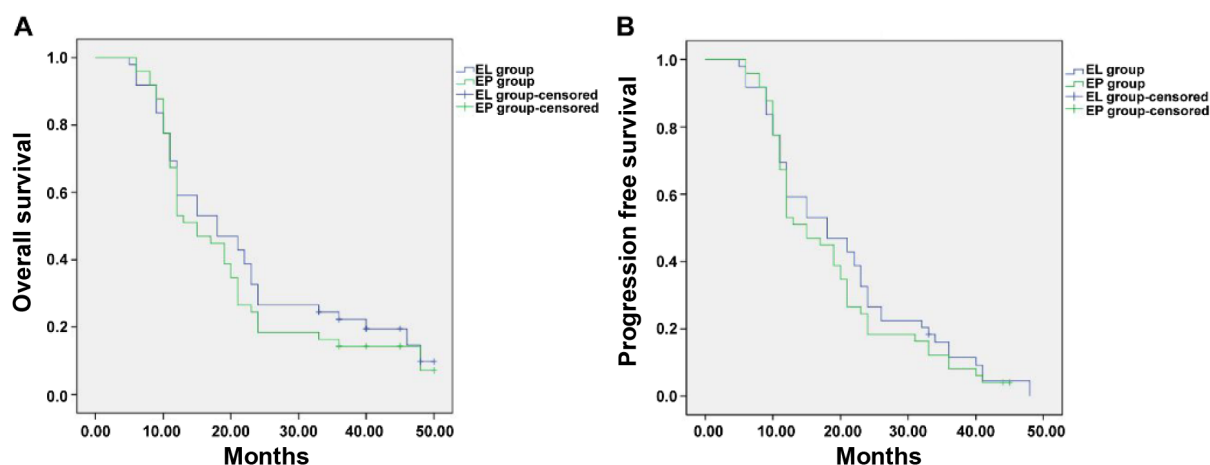 A
Overall survival
1.0
0.8
0.6
0.4
0.2
0.0
0.00 10.00 20.00 30.00 40.00 50.00
Months
EL group
EP group
EL group-censored
EP group-censored
B
Progression free survival
1.0
0.8
0.6
0.4
0.2
0.0
0.00 10.00 20.00 30.00 40.00 50.00
Months
EL group
EP group
EL group-censored
EP group-censored